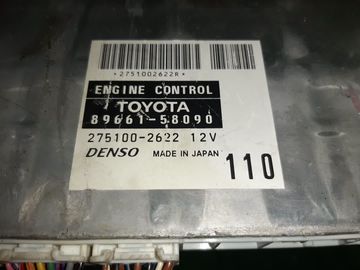 *2751002622R*
ENGINE CONTROL
TOYOTA
89661-58090
275100-2622 12V
DENSO MADE IN JAPAN 110